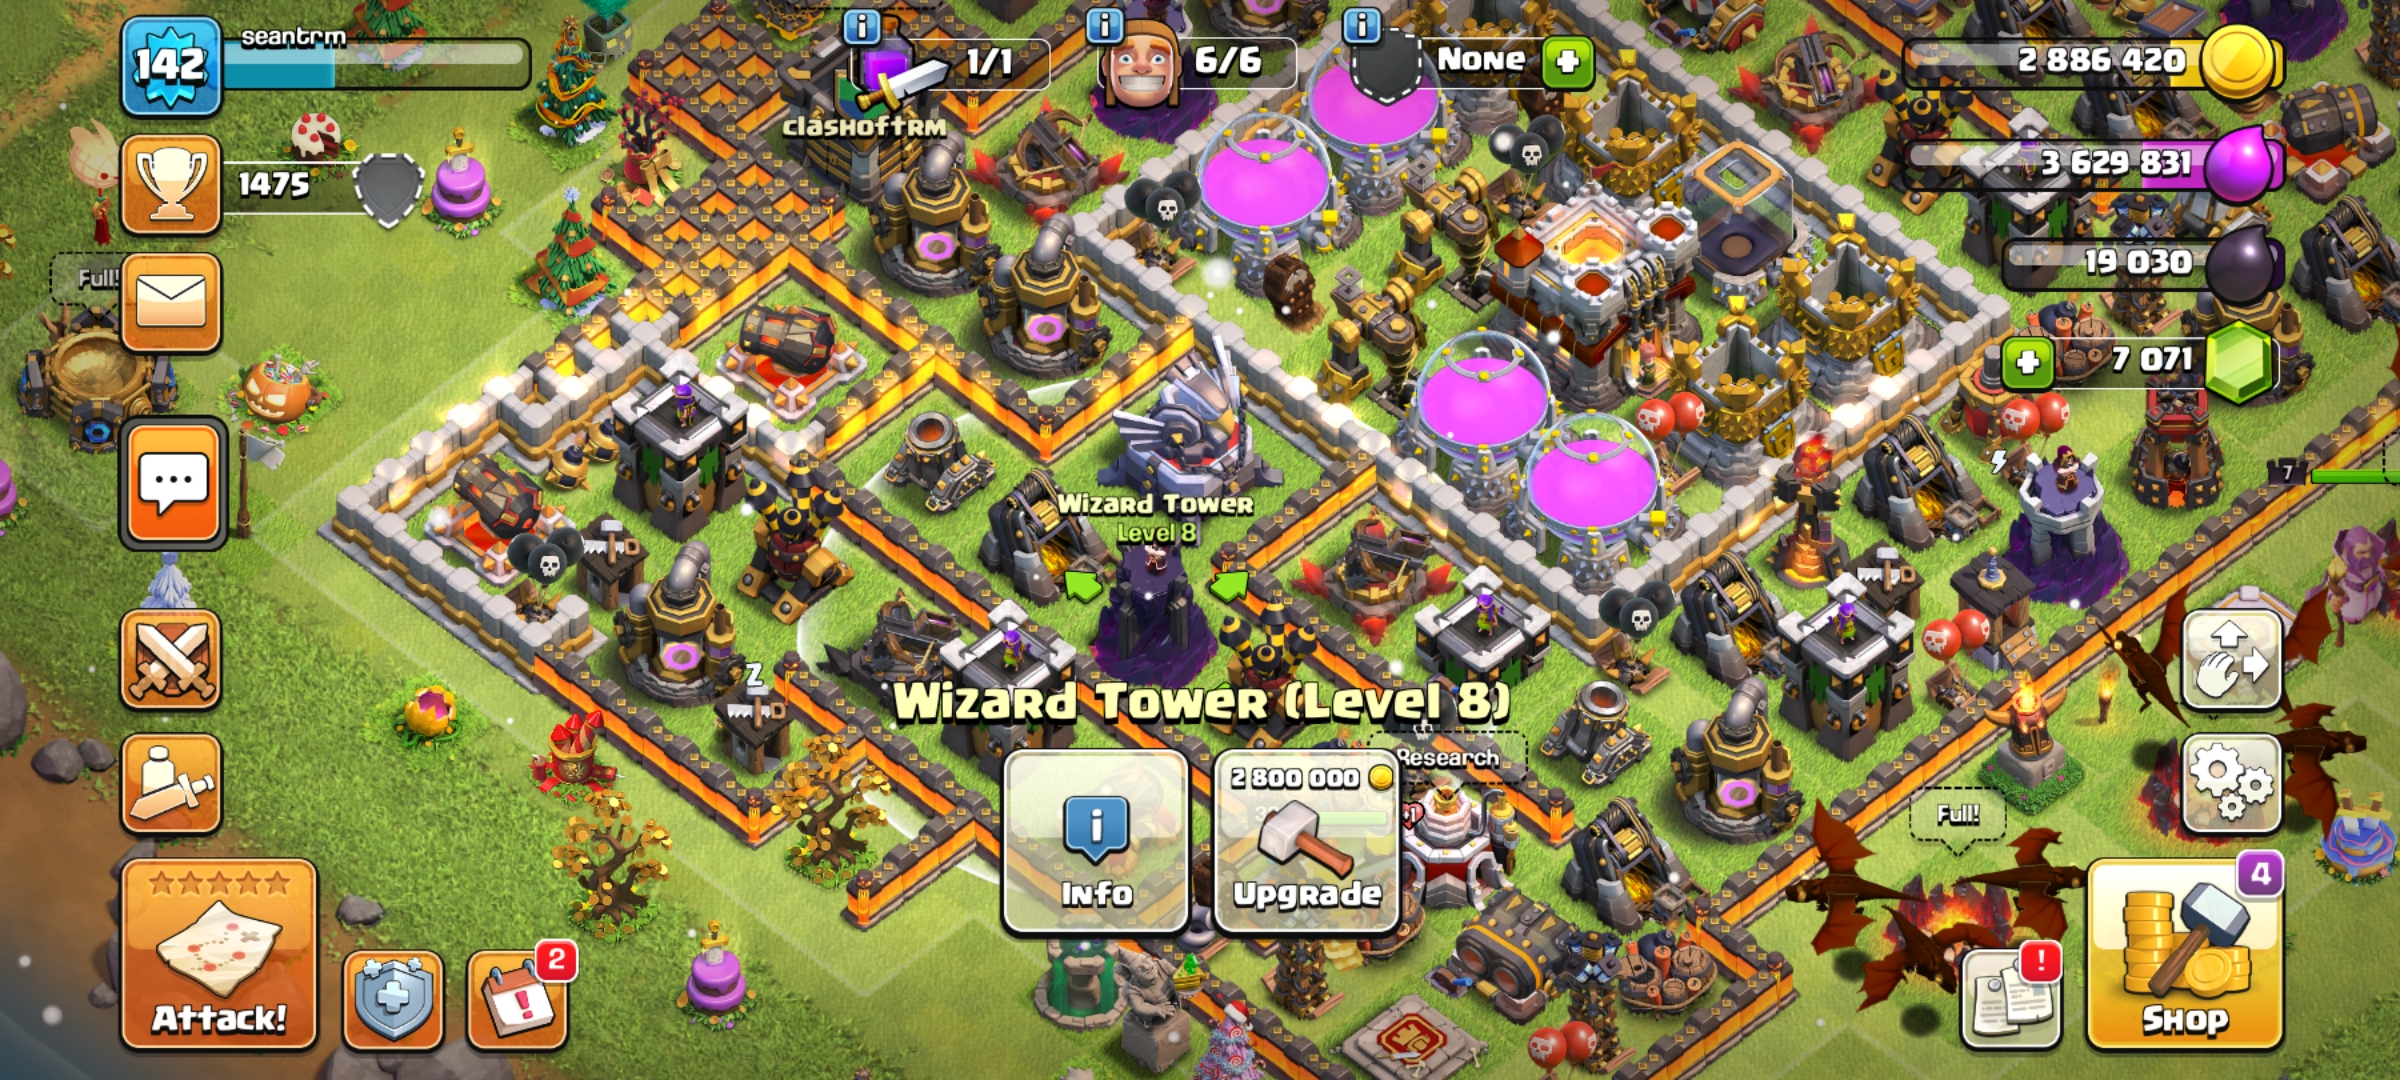 142
seantrm
1/1
6/6
None
2 886 420
clashofTRM
1475
3 629 831
19 030
Full!
7 071
7
Wizard Tower
Level 8
Z
Wizard Tower (Level 8)
Research
2 800 000
Info
Upgrade
Full!
4
2
!
Attack!
Shop